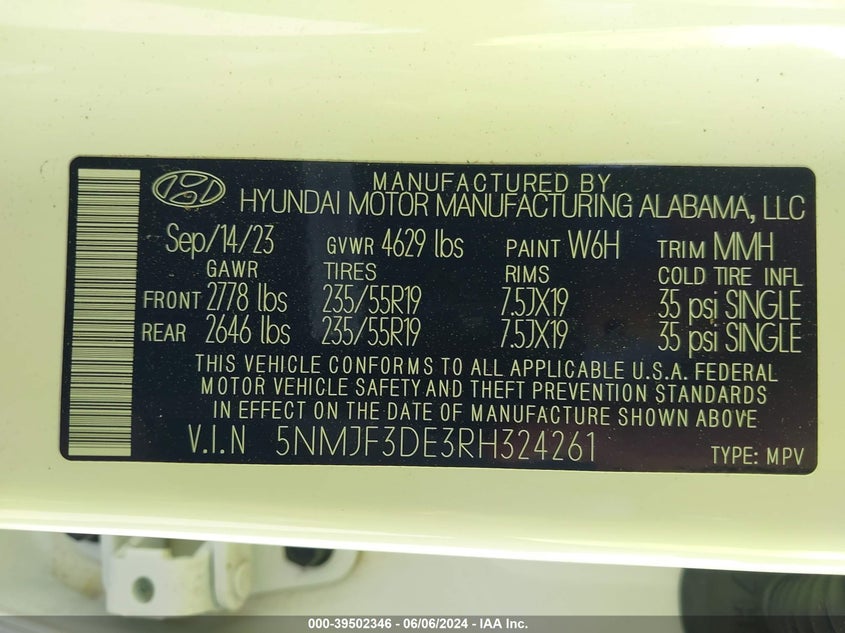 MANUFACTURED BY
HYUNDAI MOTOR MANUFACTURING ALABAMA, LLC
Sep/14/23 GVWR 4629 lbs PAINT W6H TRIM MMH
GAWR TIRES RIMS COLD TIRE INFL
FRONT 2778 lbs 235/55R19 7.5JX19 35 psi SINGLE
REAR 2646 lbs 235/55R19 7.5JX19 35 psi SINGLE
THIS VEHICLE CONFORMS TO ALL APPLICABLE U.S.A. FEDERAL
MOTOR VEHICLE SAFETY AND THEFT PREVENTION STANDARDS
IN EFFECT ON THE DATE OF MANUFACTURE SHOWN ABOVE
V.I.N 5NMJF3DE3RH324261 TYPE: MPV
000-39502346 - 06/06/2024 - IAA Inc.